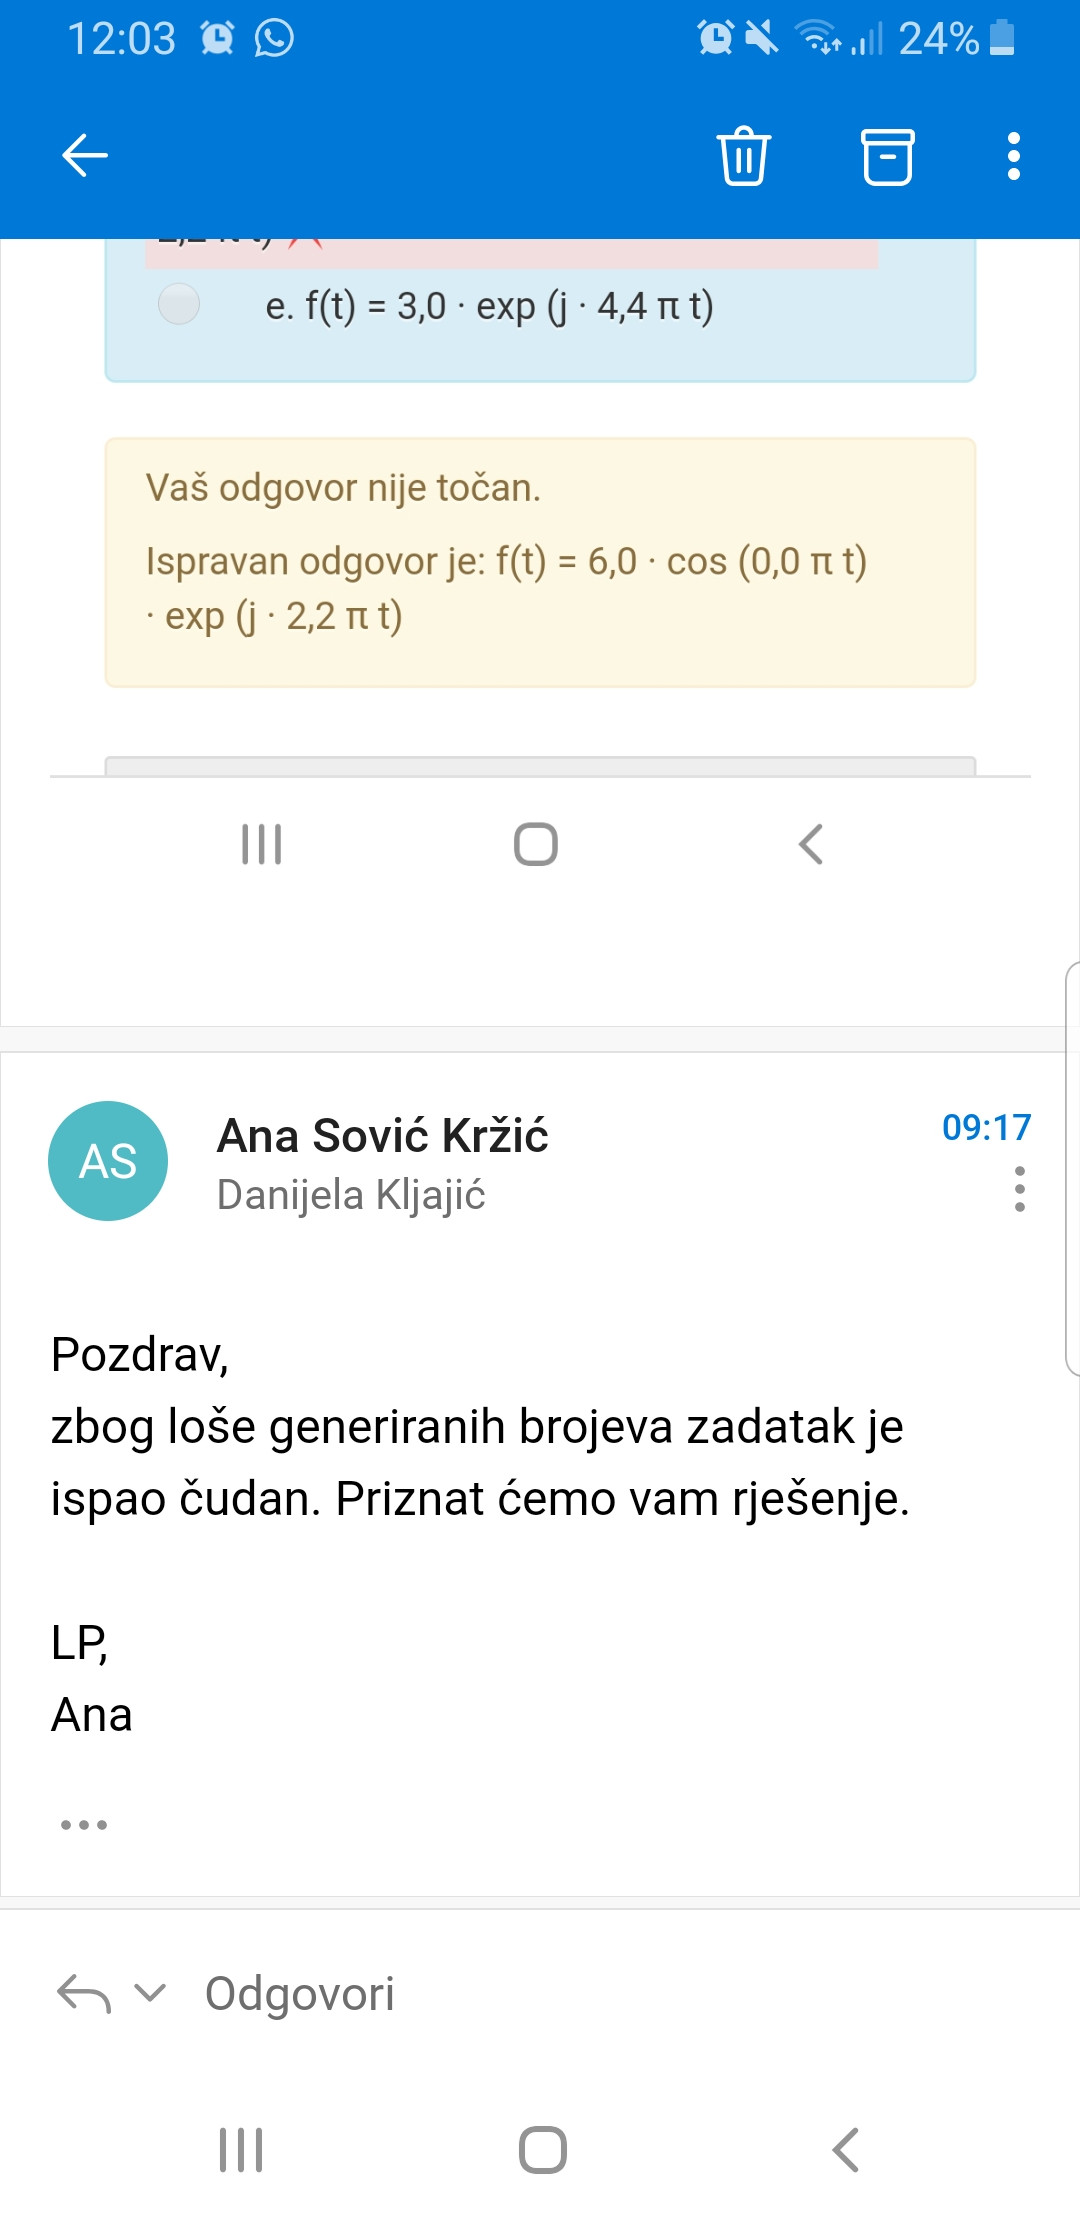 12:03
24%
e. f(t) = 3,0 · exp (j · 4,4 π t)
Vaš odgovor nije točan.
Ispravan odgovor je: f(t) = 6,0 · cos (0,0 π t)
· exp (j · 2,2 π t)
AS
Ana Sović Kržić
09:17
Danijela Kljajić
Pozdrav,
zbog loše generiranih brojeva zadatak je
ispao čudan. Priznat ćemo vam rješenje.
LP,
Ana
Odgovori